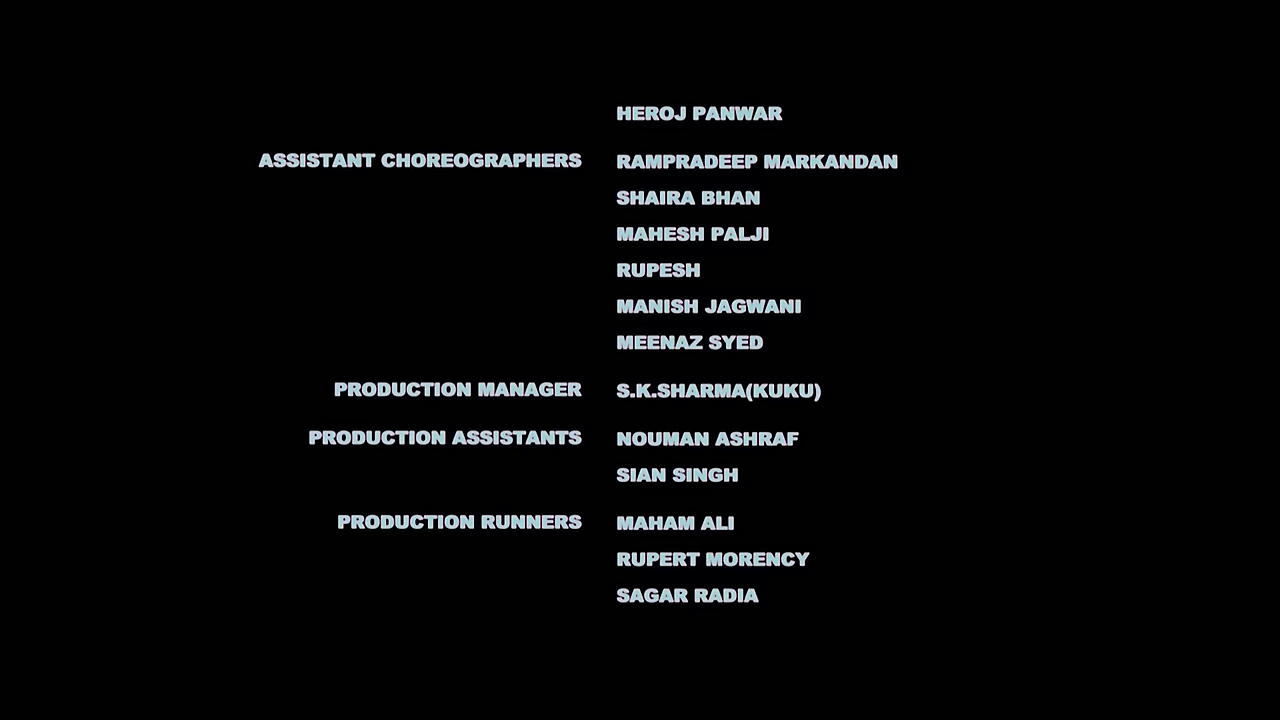 HEROJ PANWAR
ASSISTANT CHOREOGRAPHERS RAMPRADEEP MARKANDAN
SHAIRA BHAN
MAHESH PALJI
RUPESH
MANISH JAGWANI
MEENAZ SYED
PRODUCTION MANAGER S.K.SHARMA(KUKU)
PRODUCTION ASSISTANTS NOUMAN ASHRAF
SIAN SINGH
PRODUCTION RUNNERS MAHAM ALI
RUPERT MORENCY
SAGAR RADIA